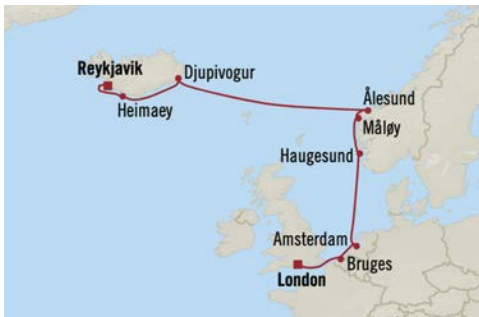 Reykjavik
Djupivogur
Heimaey
Ålesund
Måløy
Haugesund
Amsterdam
Bruges
London